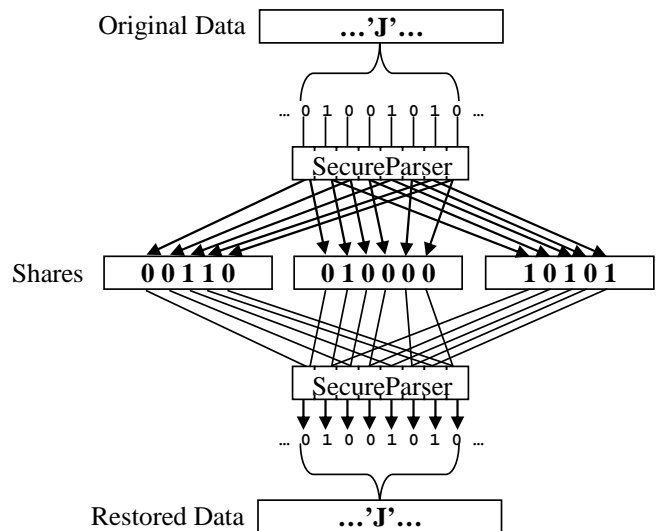 Original Data ...’J’...
... 0 1 0 0 1 0 1 0 ...
SecureParser
Shares 0 0 1 1 0 0 1 0 0 0 0 1 0 1 0 1
SecureParser
... 0 1 0 0 1 0 1 0 ...
Restored Data ...’J’...